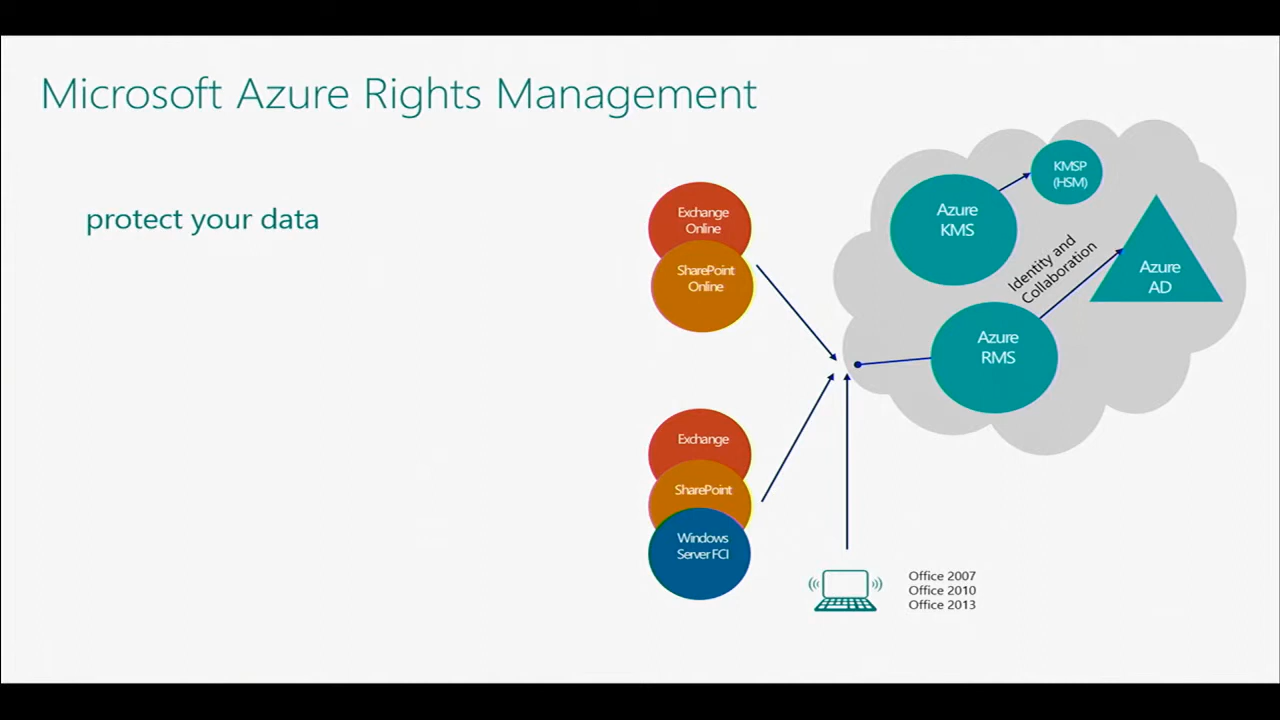 Microsoft Azure Rights Management
protect your data
Exchange
Online
SharePoint
Online
Exchange
SharePoint
Windows
Server FCI
Office 2007
Office 2010
Office 2013
Azure
KMS
KMSP
(HSM)
Identity and
Collaboration
Azure
AD
Azure
RMS